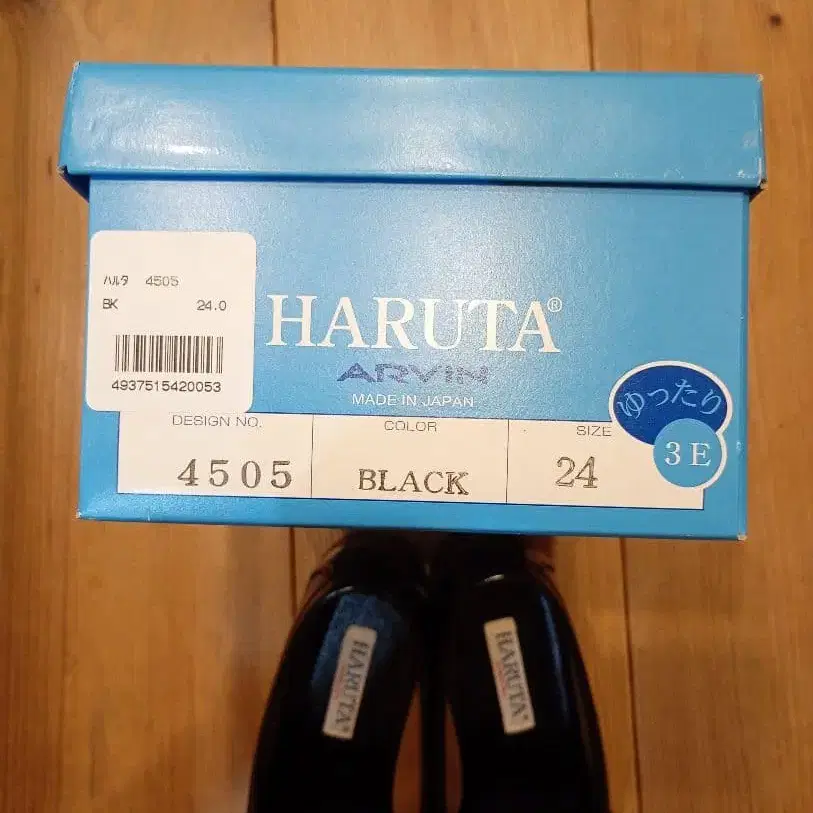 ハルタ 4505
BK 24.0
4937515420053
HARUTA®
ARVIN
MADE IN JAPAN
DESIGN NO.
COLOR
SIZE
4505
BLACK
24
ゆったり
3E
HARUTA
HARUTA